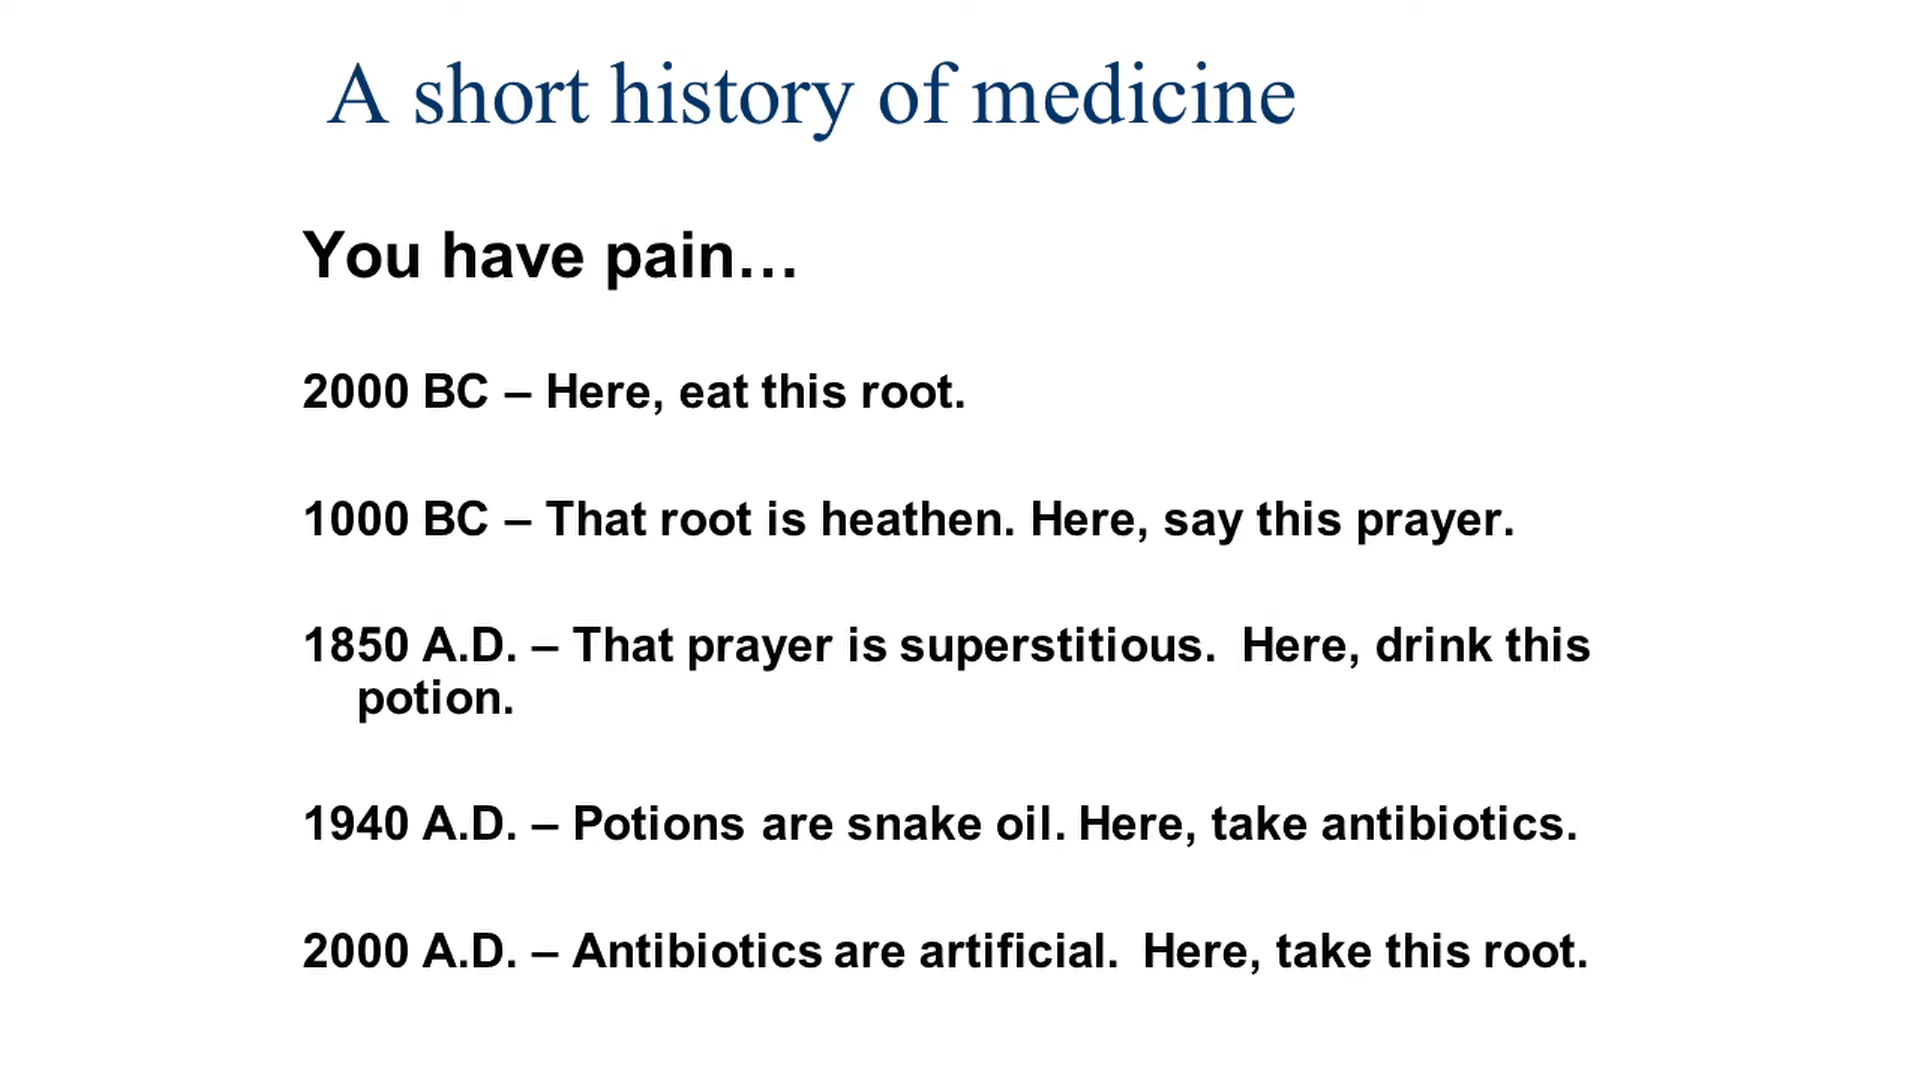 A short history of medicine
You have pain…
2000 BC – Here, eat this root.
1000 BC – That root is heathen. Here, say this prayer.
1850 A.D. – That prayer is superstitious.  Here, drink this
potion.
1940 A.D. – Potions are snake oil. Here, take antibiotics.
2000 A.D. – Antibiotics are artificial.  Here, take this root.